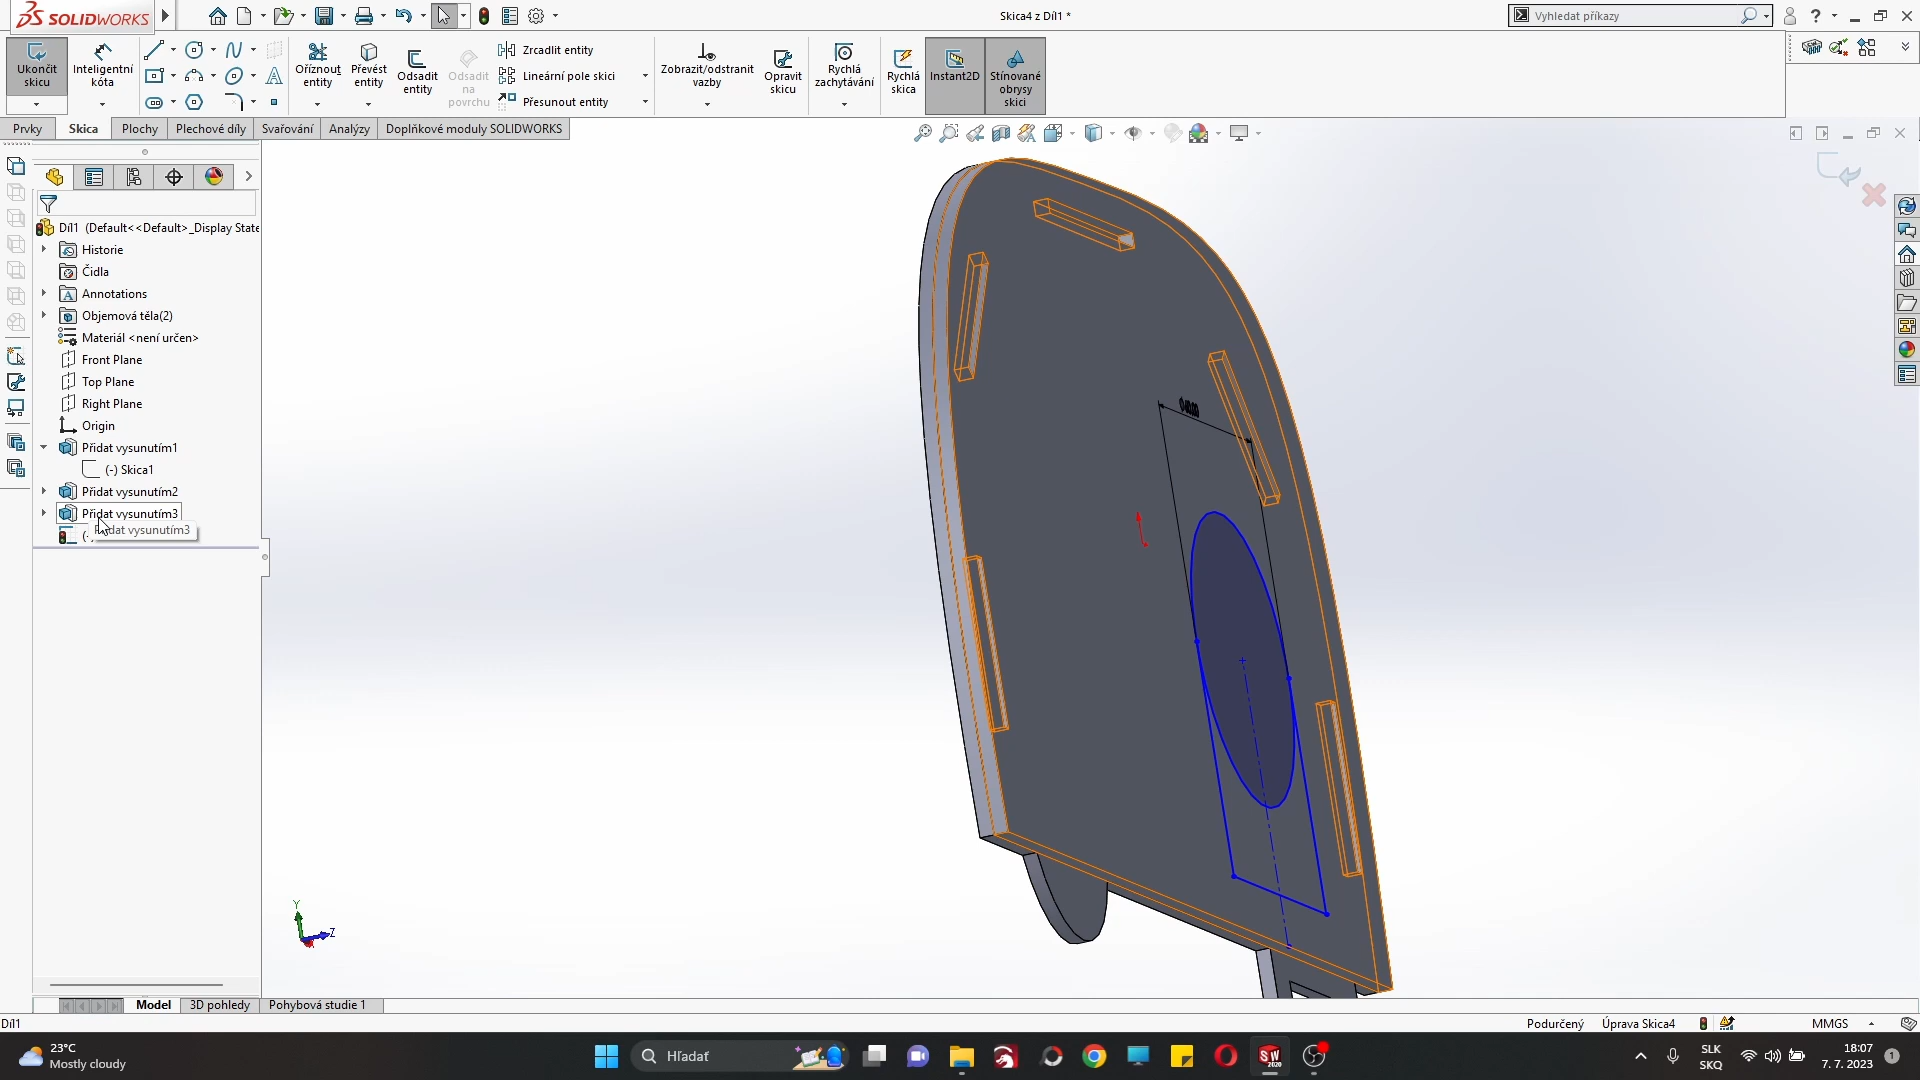 SOLIDWORKS
Skica4 z Díl1 *
Vyhledat příkazy
Ukončit skicu
Inteligentní kóta
Oříznout entity
Převést entity
Odsadit entity
Odsadit na povrchu
Zrcadlit entity
Lineární pole skici
Přesunout entity
Zobrazit/odstranit vazby
Opravit skicu
Rychlá zachytávání
Rychlá skica
Instant2D
Stínované obrysy skici
Prvky
Skica
Plochy
Plechové díly
Svařování
Analýzy
Doplňkové moduly SOLIDWORKS
Díl1 (Default<<Default>_Display State
Historie
Čidla
Annotations
Objemová těla(2)
Materiál <není určen>
Front Plane
Top Plane
Right Plane
Origin
Přidat vysunutím1
(-) Skica1
Přidat vysunutím2
Přidat vysunutím3
Přidat vysunutím3
(-
Y
Z
Model
3D pohledy
Pohybová studie 1
Díl1
Podurčený
Úprava Skica4
MMGS
23°C
Mostly cloudy
Hľadať
SW
2020
SLK
SKQ
18:07
7. 7. 2023
1